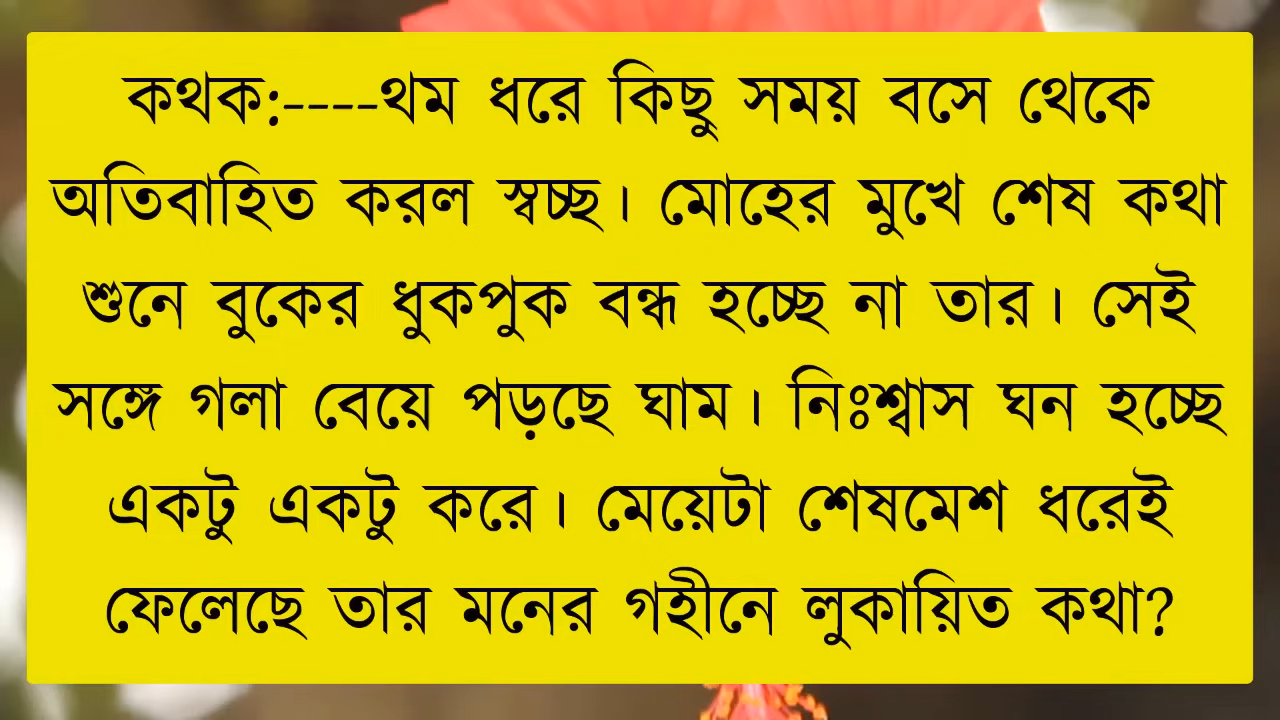 কথক:----থম ধরে কিছু সময় বসে থেকে
অতিবাহিত করল স্বচ্ছ। মোহের মুখে শেষ কথা
শুনে বুকের ধুকপুক বন্ধ হচ্ছে না তার। সেই
সঙ্গে গলা বেয়ে পড়ছে ঘাম। নিঃশ্বাস ঘন হচ্ছে
একটু একটু করে। মেয়েটা শেষমেশ ধরেই
ফেলেছে তার মনের গহীনে লুকায়িত কথা?